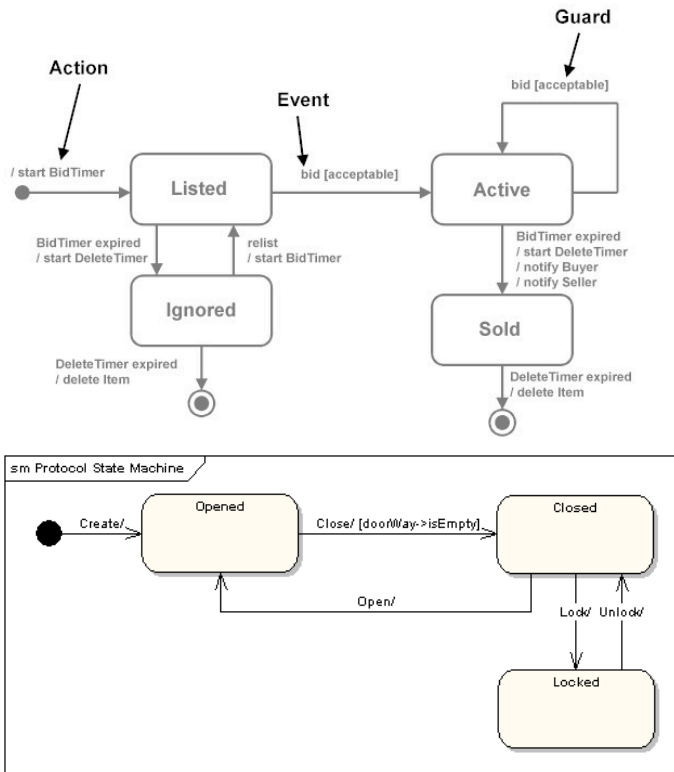 Guard
Action
bid [acceptable]
Event
/ start BidTimer
Listed
bid [acceptable]
Active
BidTimer expired
/ start DeleteTimer
relist
/ start BidTimer
BidTimer expired
/ start DeleteTimer
/ notify Buyer
/ notify Seller
Ignored
Sold
DeleteTimer expired
/ delete Item
DeleteTimer expired
/ delete Item
sm Protocol State Machine
Opened
Closed
Create/
Close/ [doorWay->isEmpty]
Open/
Lock/
Unlock/
Locked